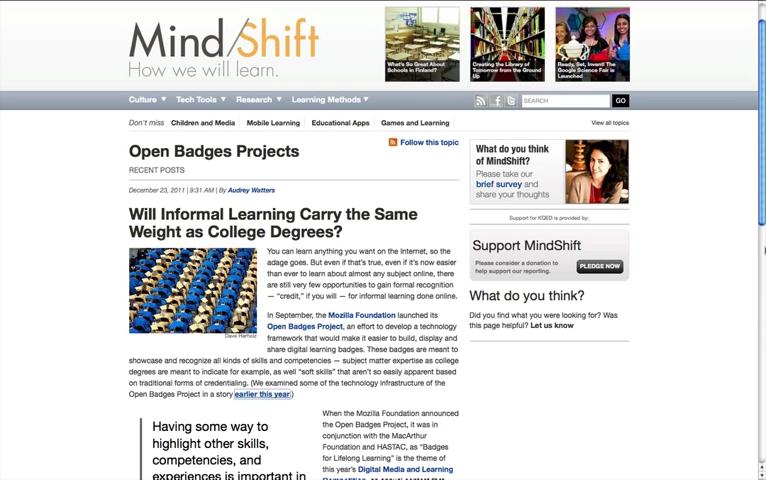 Mind/Shift
How we will learn.
What's So Great About
Schools in Finland?
Creating the Library of
Tomorrow from the Ground
Up
Ready, Set, Invent! The
Google Science Fair is
Launched
Culture Tech Tools Research Learning Methods
SEARCH GO
Don't miss Children and Media Mobile Learning Educational Apps Games and Learning View all topics
Open Badges Projects
Follow this topic
RECENT POSTS
December 23, 2011 | 9:31 AM | By Audrey Watters
Will Informal Learning Carry the Same
Weight as College Degrees?
You can learn anything you want on the Internet, so the
adage goes. But even if that's true, even if it's now easier
than ever to learn about almost any subject online, there
are still very few opportunities to gain formal recognition
— "credit," if you will — for informal learning done online.
Dave Herholz
In September, the Mozilla Foundation launched its
Open Badges Project, an effort to develop a technology
framework that would make it easier to build, display and
share digital learning badges. These badges are meant to
showcase and recognize all kinds of skills and competencies — subject matter expertise as college
degrees are meant to indicate for example, as well "soft skills" that aren't so easily apparent based
on traditional forms of credentialing. (We examined some of the technology infrastructure of the
Open Badges Project in a story earlier this year.)
Having some way to
highlight other skills,
competencies, and
experiences is important in
When the Mozilla Foundation announced
the Open Badges Project, it was in
conjunction with the MacArthur
Foundation and HASTAC, as "Badges
for Lifelong Learning" is the theme of
this year's Digital Media and Learning
What do you think
of MindShift?
Please take our
brief survey and
share your thoughts
Support for KQED is provided by:
Support MindShift
Please consider a donation to
help support our reporting.
PLEDGE NOW
What do you think?
Did you find what you were looking for? Was
this page helpful? Let us know